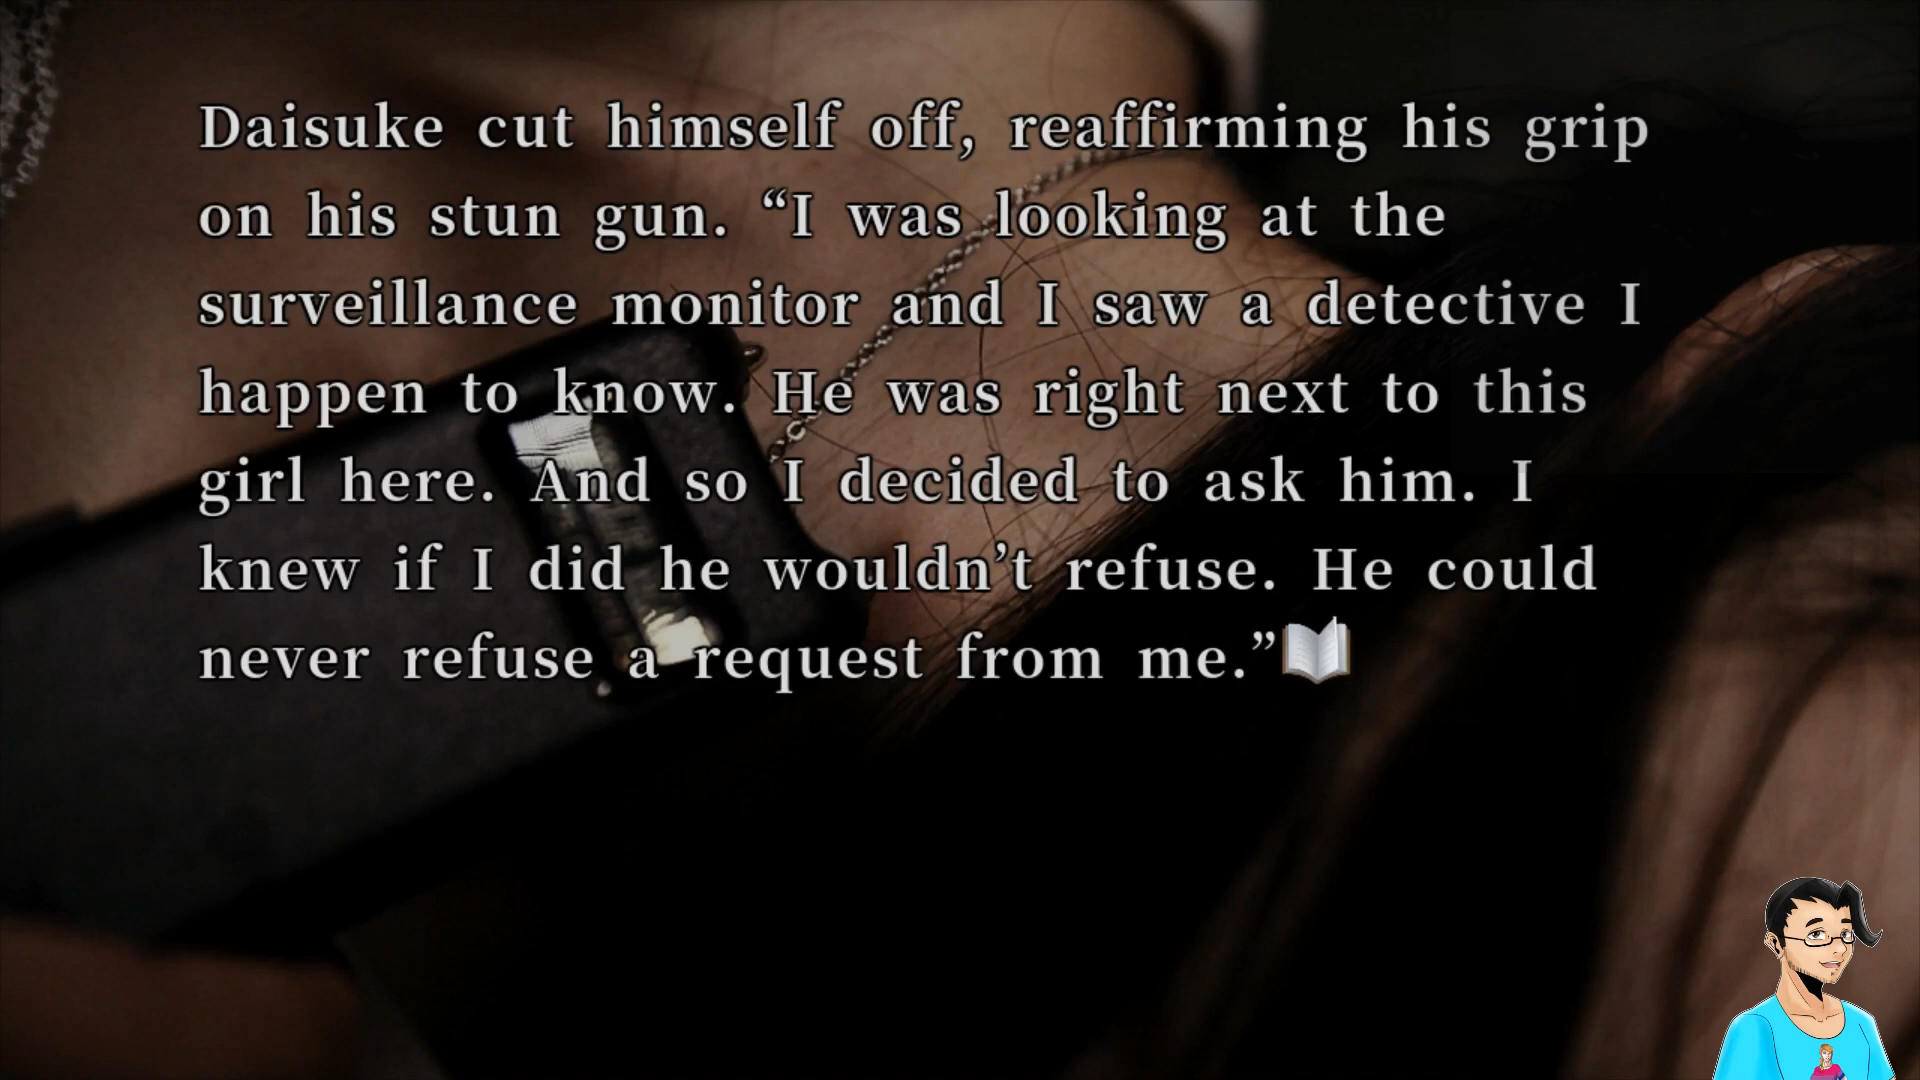 Daisuke cut himself off, reaffirming his grip
on his stun gun. “I was looking at the
surveillance monitor and I saw a detective I
happen to know. He was right next to this
girl here. And so I decided to ask him. I
knew if I did he wouldn’t refuse. He could
never refuse a request from me.”